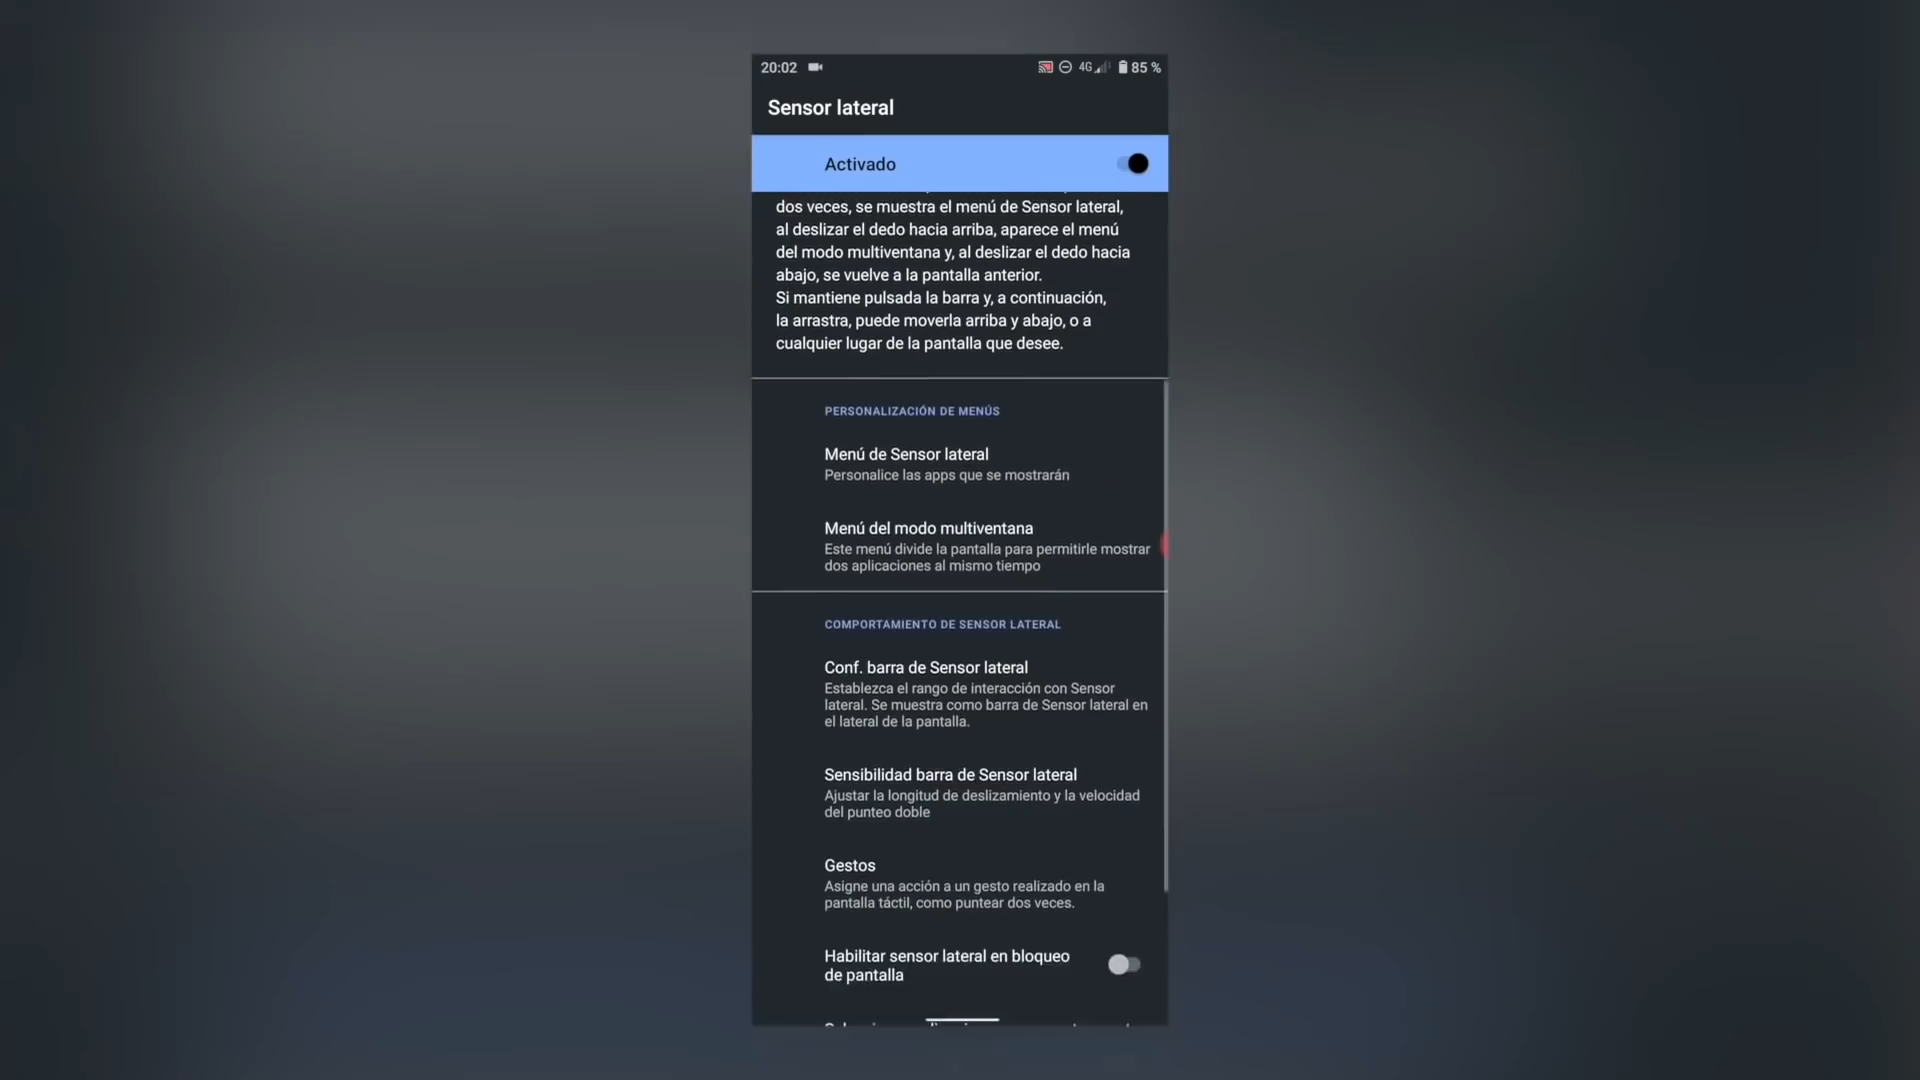 20:02 4G 85 %
Sensor lateral
Activado
dos veces, se muestra el menú de Sensor lateral,
al deslizar el dedo hacia arriba, aparece el menú
del modo multiventana y, al deslizar el dedo hacia
abajo, se vuelve a la pantalla anterior.
Si mantiene pulsada la barra y, a continuación,
la arrastra, puede moverla arriba y abajo, o a
cualquier lugar de la pantalla que desee.
PERSONALIZACIÓN DE MENÚS
Menú de Sensor lateral
Personalice las apps que se mostrarán
Menú del modo multiventana
Este menú divide la pantalla para permitirle mostrar
dos aplicaciones al mismo tiempo
COMPORTAMIENTO DE SENSOR LATERAL
Conf. barra de Sensor lateral
Establezca el rango de interacción con Sensor
lateral. Se muestra como barra de Sensor lateral en
el lateral de la pantalla.
Sensibilidad barra de Sensor lateral
Ajustar la longitud de deslizamiento y la velocidad
del punteo doble
Gestos
Asigne una acción a un gesto realizado en la
pantalla táctil, como puntear dos veces.
Habilitar sensor lateral en bloqueo
de pantalla